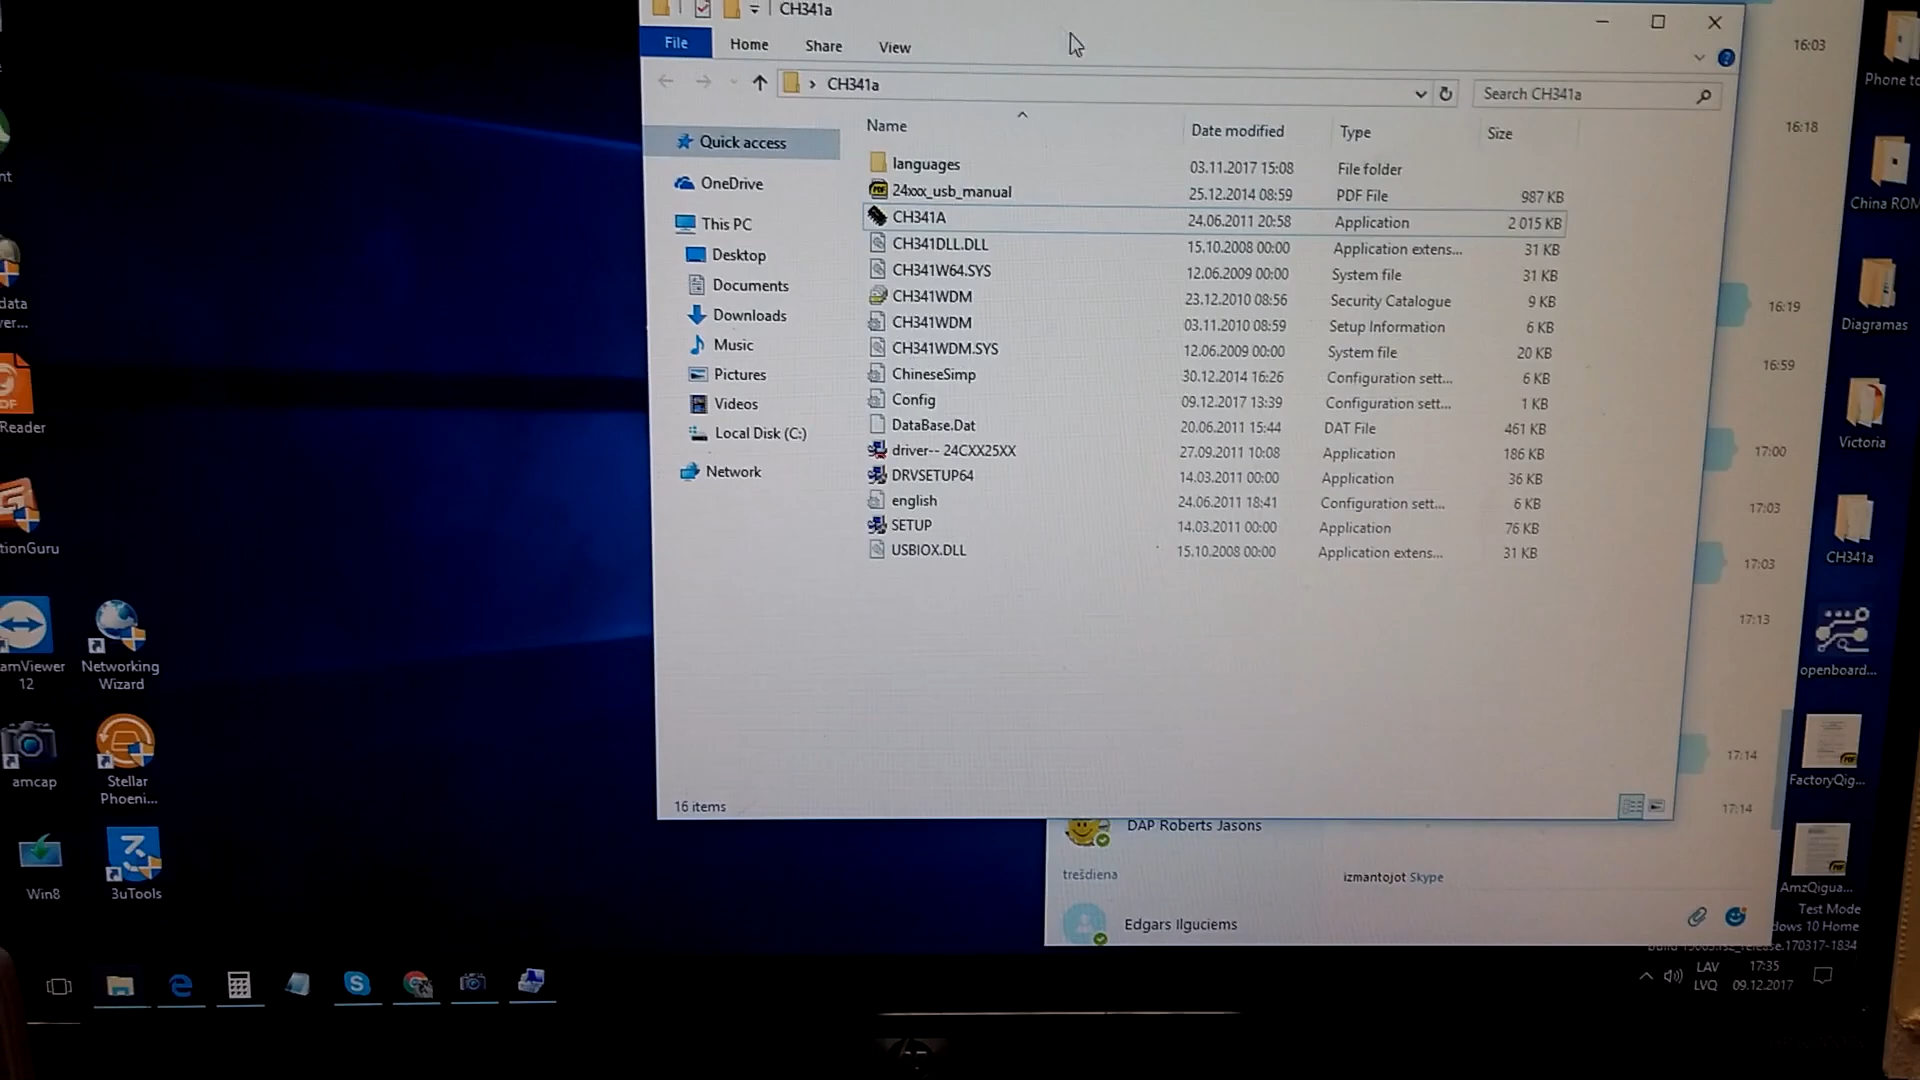 CH341a
File Home Share View
CH341a
Search CH341a
Name Date modified Type Size
Quick access
OneDrive
This PC
Desktop
Documents
Downloads
Music
Pictures
Videos
Local Disk (C:)
Network
languages 03.11.2017 15:08 File folder
24xxx_usb_manual 25.12.2014 08:59 PDF File 987 KB
CH341A 24.06.2011 20:58 Application 2 015 KB
CH341DLL.DLL 15.10.2008 00:00 Application extens... 31 KB
CH341W64.SYS 12.06.2009 00:00 System file 31 KB
CH341WDM 23.12.2010 08:56 Security Catalogue 9 KB
CH341WDM 03.11.2010 08:59 Setup Information 6 KB
CH341WDM.SYS 12.06.2009 00:00 System file 20 KB
ChineseSimp 30.12.2014 16:26 Configuration sett... 6 KB
Config 09.12.2017 13:39 Configuration sett... 1 KB
DataBase.Dat 20.06.2011 15:44 DAT File 461 KB
driver-- 24CXX25XX 27.09.2011 10:08 Application 186 KB
DRVSETUP64 14.03.2011 00:00 Application 36 KB
english 24.06.2011 18:41 Configuration sett... 6 KB
SETUP 14.03.2011 00:00 Application 76 KB
USBIOX.DLL 15.10.2008 00:00 Application extens... 31 KB
16 items
16:03
16:18
16:19
16:59
17:00
17:03
17:03
17:13
17:14
17:14
Phone to
China ROM
Diagramas
Victoria
CH341a
openboard...
FactoryQig...
AmzQigua...
nt
data
ver...
DF
Reader
tionGuru
amViewer
12
Networking
Wizard
amcap
Stellar
Phoeni...
Win8
3uTools
DAP Roberts Jasons
trešdiena
izmantojot Skype
Edgars Ilguciems
Test Mode
dows 10 Home
release.170317-1834
LAV
LVQ
17:35
09.12.2017